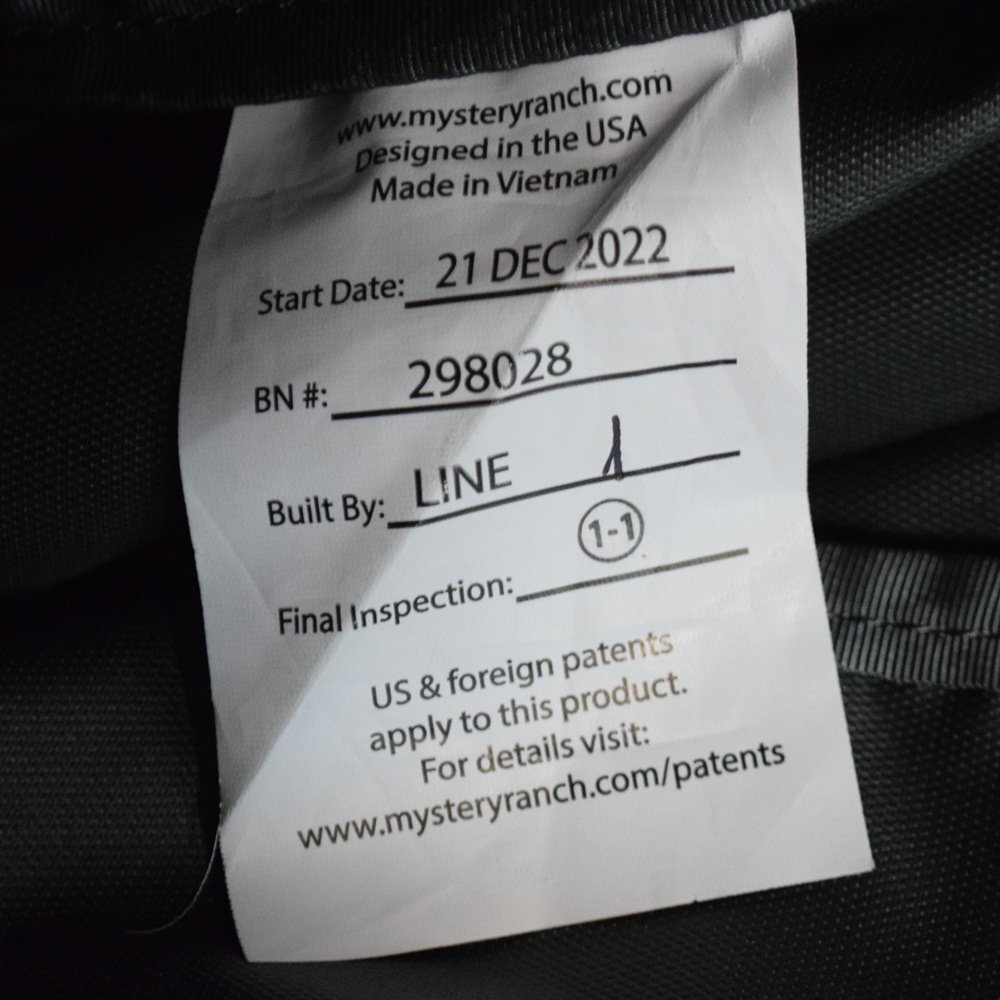 www.mysteryranch.com
Designed in the USA
Made in Vietnam
Start Date: 21 DEC 2022
BN #: 298028
Built By: LINE 1
1-1
Final Inspection:
US & foreign patents
apply to this product.
For details visit:
www.mysteryranch.com/patents